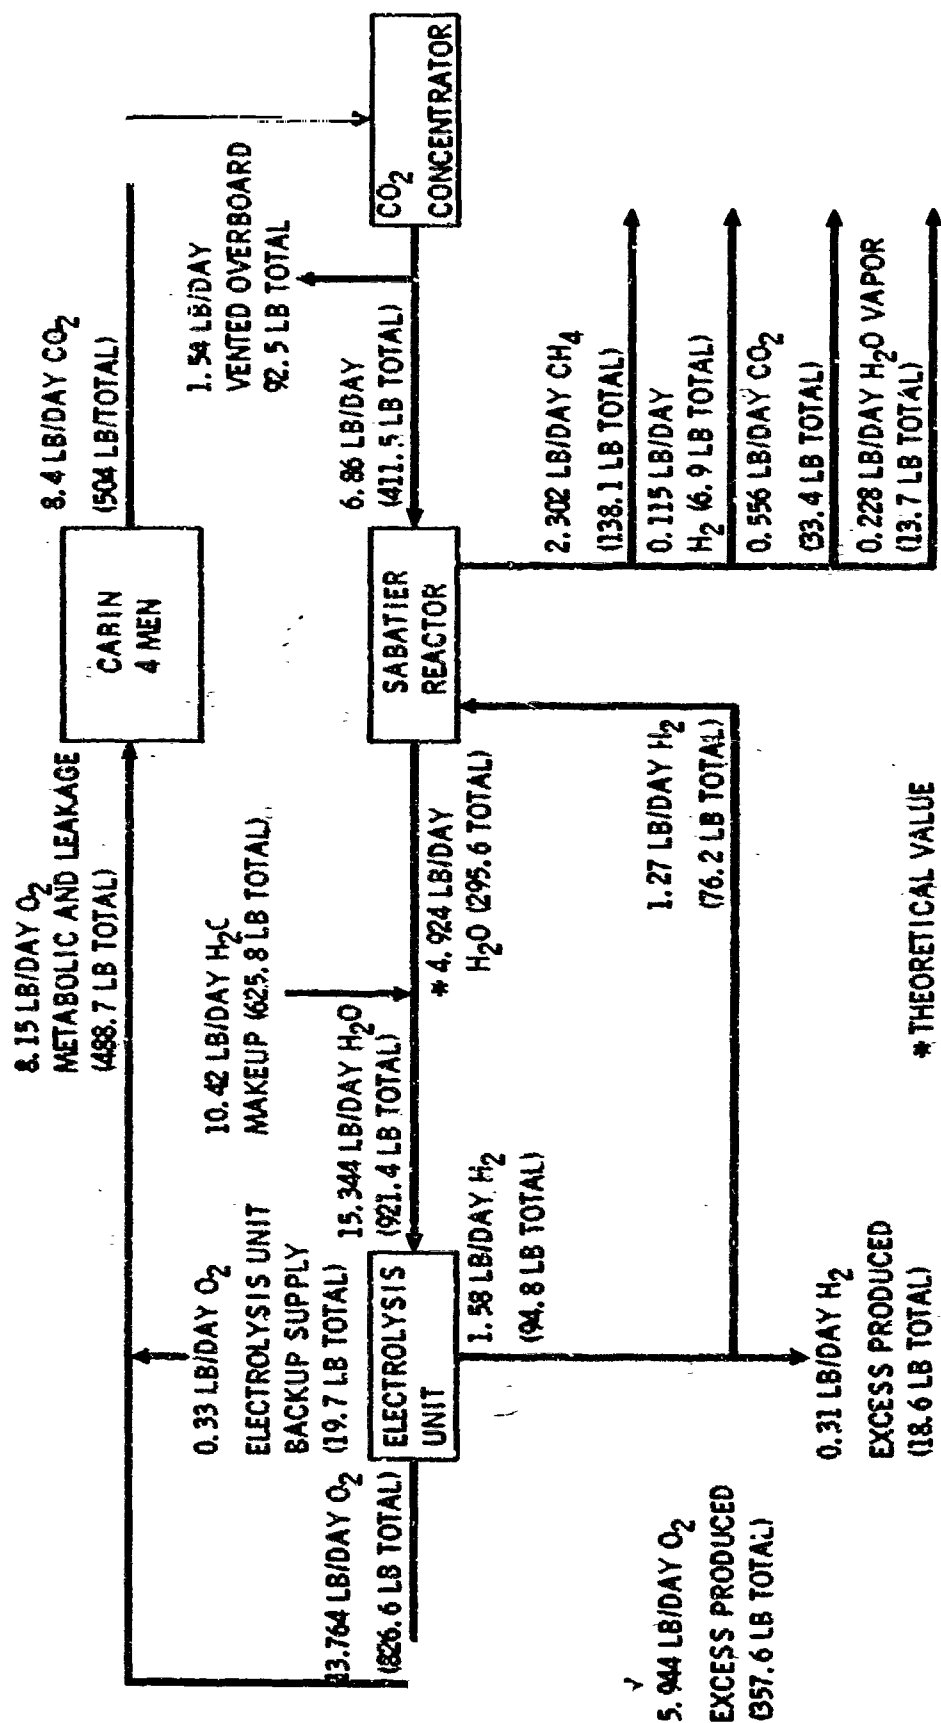 8.15 LB/DAY O2
METABOLIC AND LEAKAGE
(488.7 LB TOTAL)
CARIN
4 MEN
8.4 LB/DAY CO2
(504 LB/TOTAL)
0.33 LB/DAY O2
ELECTROLYSIS UNIT
BACKUP SUPPLY
(19.7 LB TOTAL)
10.42 LB/DAY H2C
MAKEUP (625.8 LB TOTAL)
1.54 LB/DAY
VENTED OVERBOARD
92.5 LB TOTAL
13.764 LB/DAY O2
(826.6 LB TOTAL)
ELECTROLYSIS
UNIT
15.344 LB/DAY H2O
(921.4 LB TOTAL)
* 4.924 LB/DAY
H2O (295.6 TOTAL)
SABATIER
REACTOR
6.86 LB/DAY
(411.5 LB TOTAL)
CO2
CONCENTRATOR
1.58 LB/DAY H2
(94.8 LB TOTAL)
1.27 LB/DAY H2
(76.2 LB TOTAL)
2.302 LB/DAY CH4
(138.1 LB TOTAL)
0.115 LB/DAY
H2 (6.9 LB TOTAL)
0.556 LB/DAY CO2
(33.4 LB TOTAL)
0.228 LB/DAY H2O VAPOR
(13.7 LB TOTAL)
5.944 LB/DAY O2
EXCESS PRODUCED
(357.6 LB TOTAL)
0.31 LB/DAY H2
EXCESS PRODUCED
(18.6 LB TOTAL)
* THEORETICAL VALUE